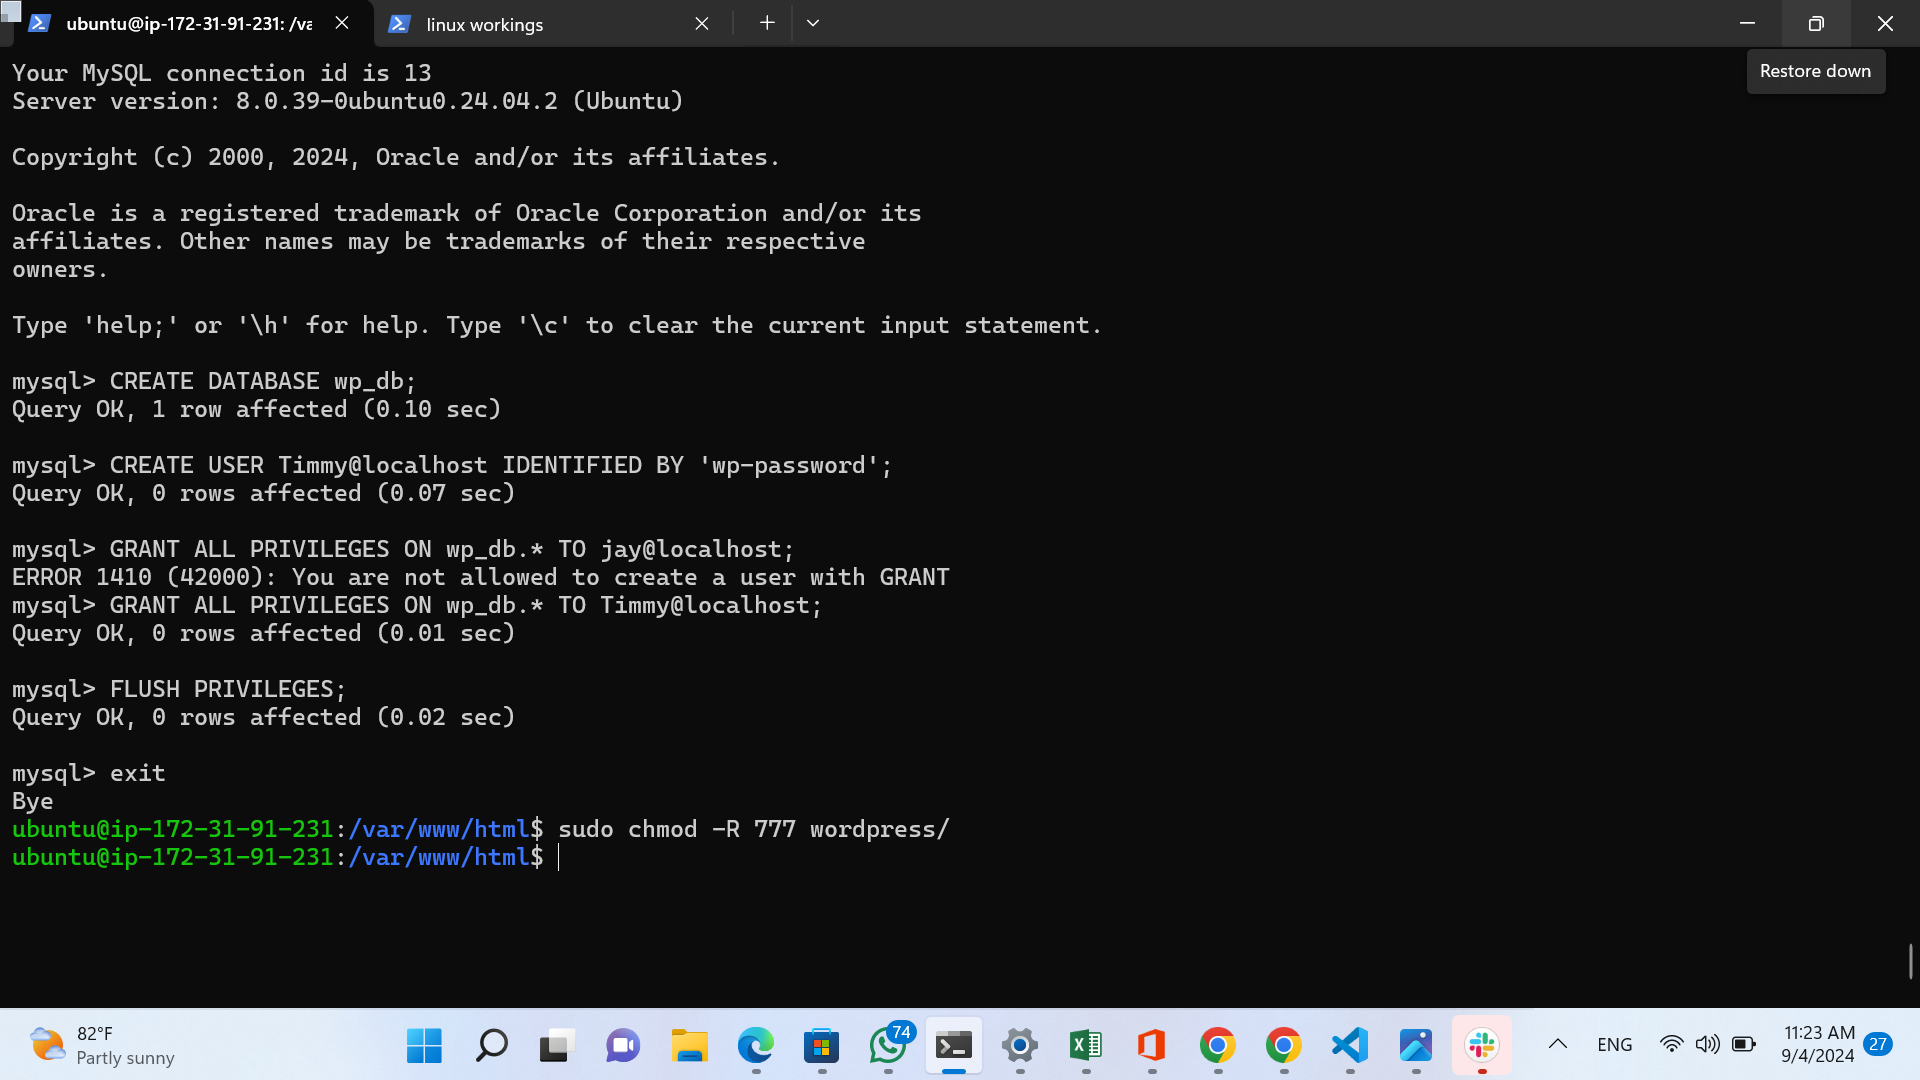 ubuntu@ip-172-31-91-231: /va
linux workings
Restore down
Your MySQL connection id is 13
Server version: 8.0.39-0ubuntu0.24.04.2 (Ubuntu)
Copyright (c) 2000, 2024, Oracle and/or its affiliates.
Oracle is a registered trademark of Oracle Corporation and/or its
affiliates. Other names may be trademarks of their respective
owners.
Type 'help;' or '\h' for help. Type '\c' to clear the current input statement.
mysql> CREATE DATABASE wp_db;
Query OK, 1 row affected (0.10 sec)
mysql> CREATE USER Timmy@localhost IDENTIFIED BY 'wp-password';
Query OK, 0 rows affected (0.07 sec)
mysql> GRANT ALL PRIVILEGES ON wp_db.* TO jay@localhost;
ERROR 1410 (42000): You are not allowed to create a user with GRANT
mysql> GRANT ALL PRIVILEGES ON wp_db.* TO Timmy@localhost;
Query OK, 0 rows affected (0.01 sec)
mysql> FLUSH PRIVILEGES;
Query OK, 0 rows affected (0.02 sec)
mysql> exit
Bye
ubuntu@ip-172-31-91-231:/var/www/html$ sudo chmod -R 777 wordpress/
ubuntu@ip-172-31-91-231:/var/www/html$
82°F
Partly sunny
74
ENG
11:23 AM
9/4/2024
27